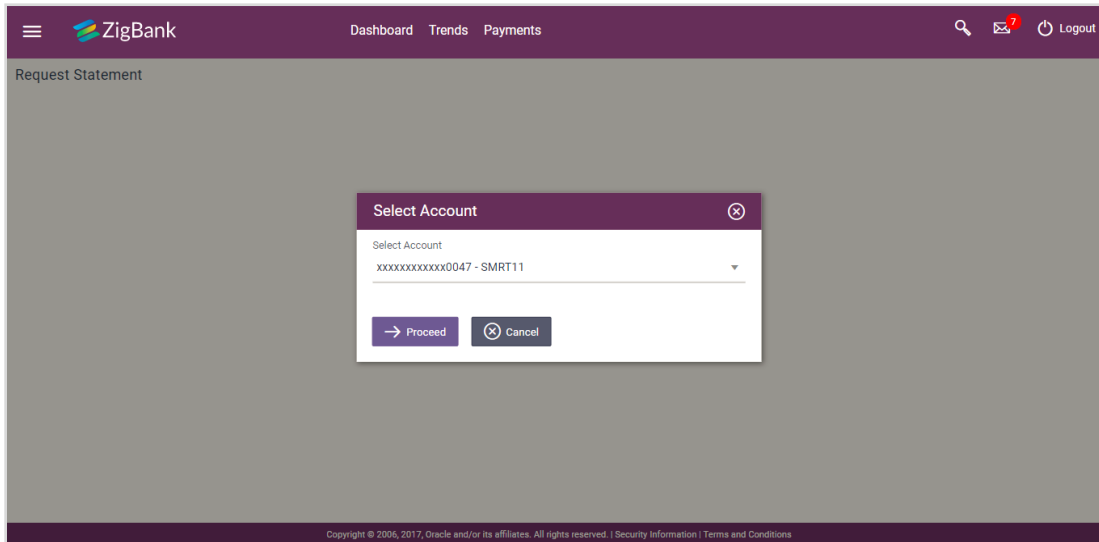 ZigBank
Dashboard Trends Payments
7
Logout
Request Statement
Select Account
Select Account
xxxxxxxxxxxx0047 - SMRT11
Proceed
Cancel
Copyright © 2006, 2017, Oracle and/or its affiliates. All rights reserved. | Security Information | Terms and Conditions